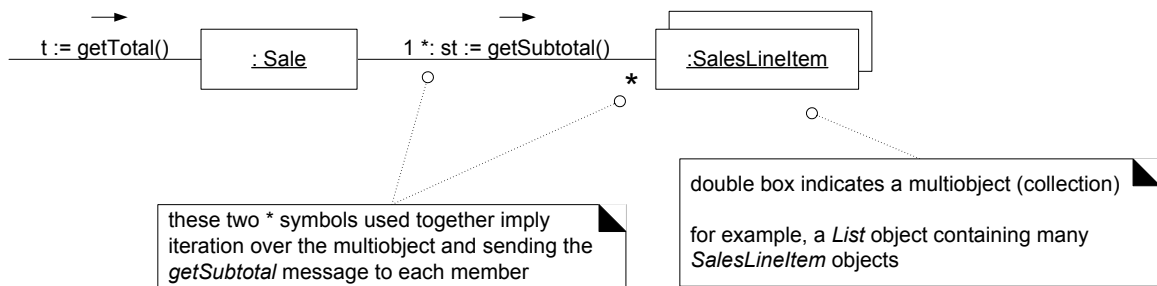 t := getTotal()
: Sale
1 *: st := getSubtotal()
:SalesLineItem
*
these two * symbols used together imply
iteration over the multiobject and sending the
getSubtotal message to each member
double box indicates a multiobject (collection)
for example, a List object containing many
SalesLineItem objects